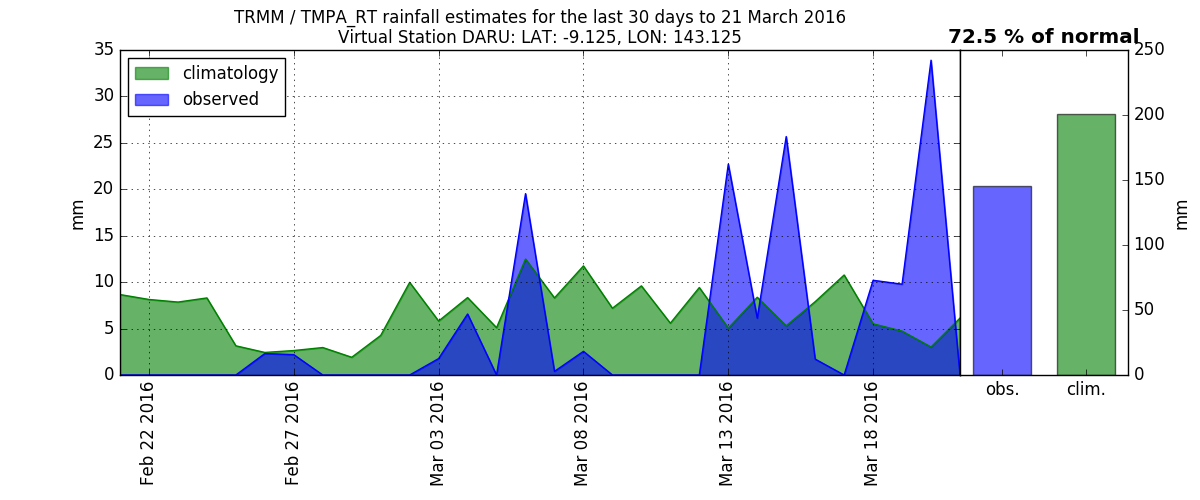 TRMM / TMPA_RT rainfall estimates for the last 30 days to 21 March 2016
Virtual Station DARU: LAT: -9.125, LON: 143.125
72.5 % of normal
climatology
observed
35
30
25
20
15
10
5
0
mm
Feb 22 2016
Feb 27 2016
Mar 03 2016
Mar 08 2016
Mar 13 2016
Mar 18 2016
obs.
clim.
250
200
150
100
50
0
mm